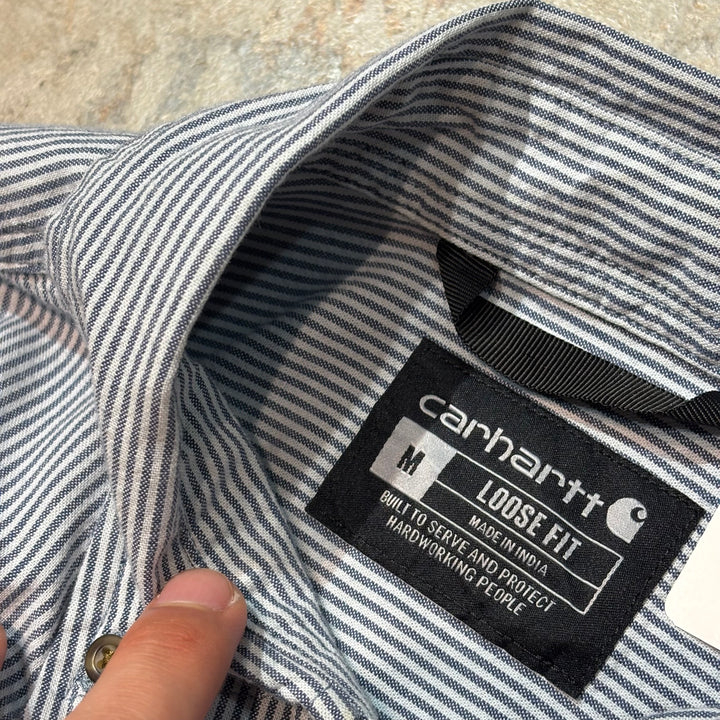 carhartt
M
LOOSE FIT
MADE IN INDIA
BUILT TO SERVE AND PROTECT
HARDWORKING PEOPLE